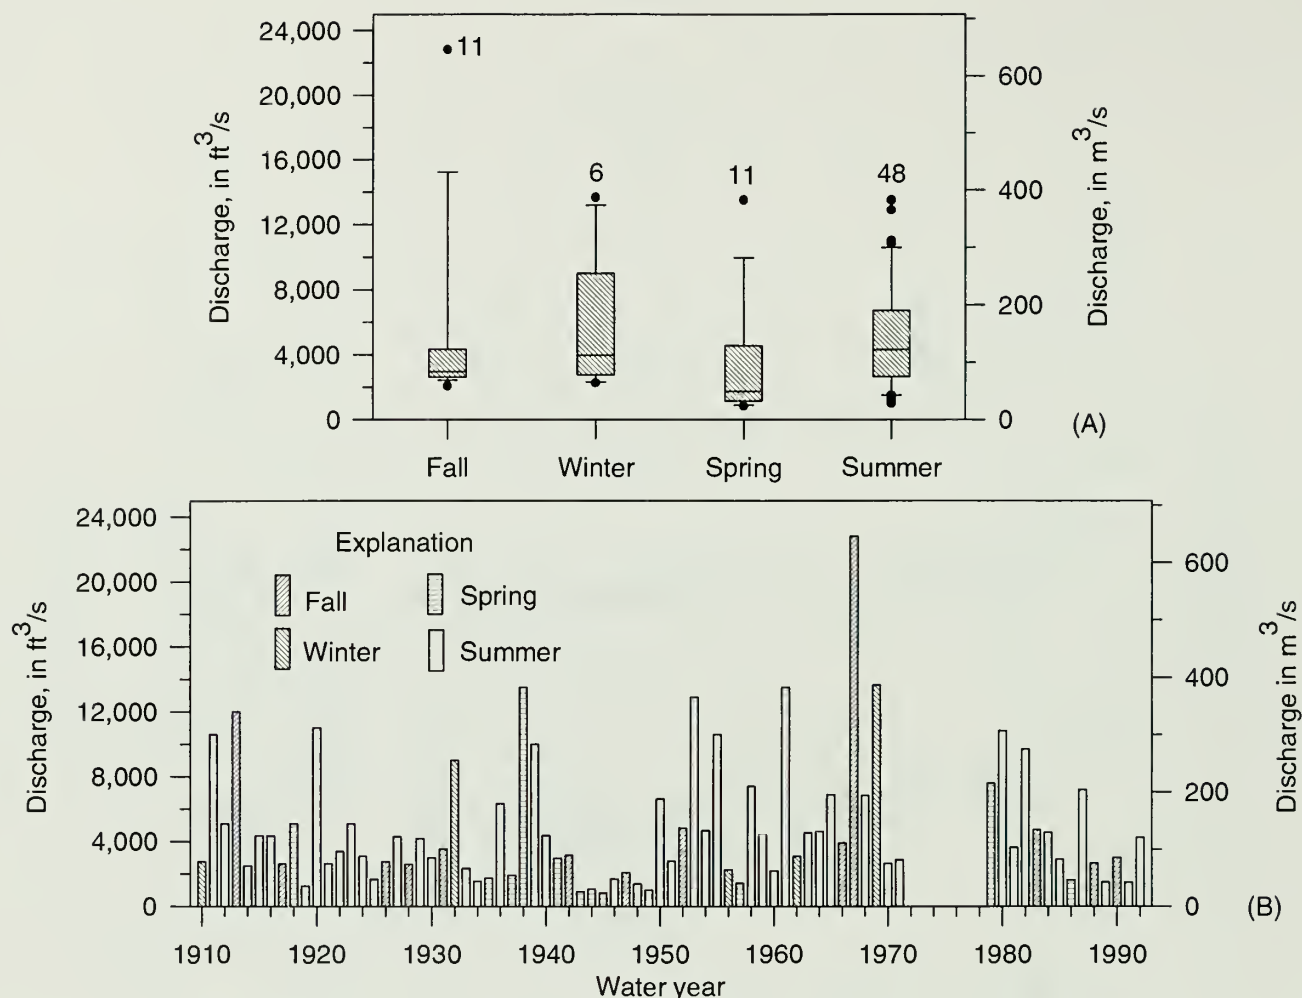 24,000
20,000
16,000
12,000
8,000
4,000
0
Discharge, in ft³/s
11
6
11
48
600
400
200
0
Discharge, in m³/s
(A)
Fall Winter Spring Summer
24,000
20,000
16,000
12,000
8,000
4,000
0
Discharge, in ft³/s
Explanation
Fall Spring
Winter Summer
600
400
200
0
Discharge in m³/s
(B)
1910 1920 1930 1940 1950 1960 1970 1980 1990
Water year